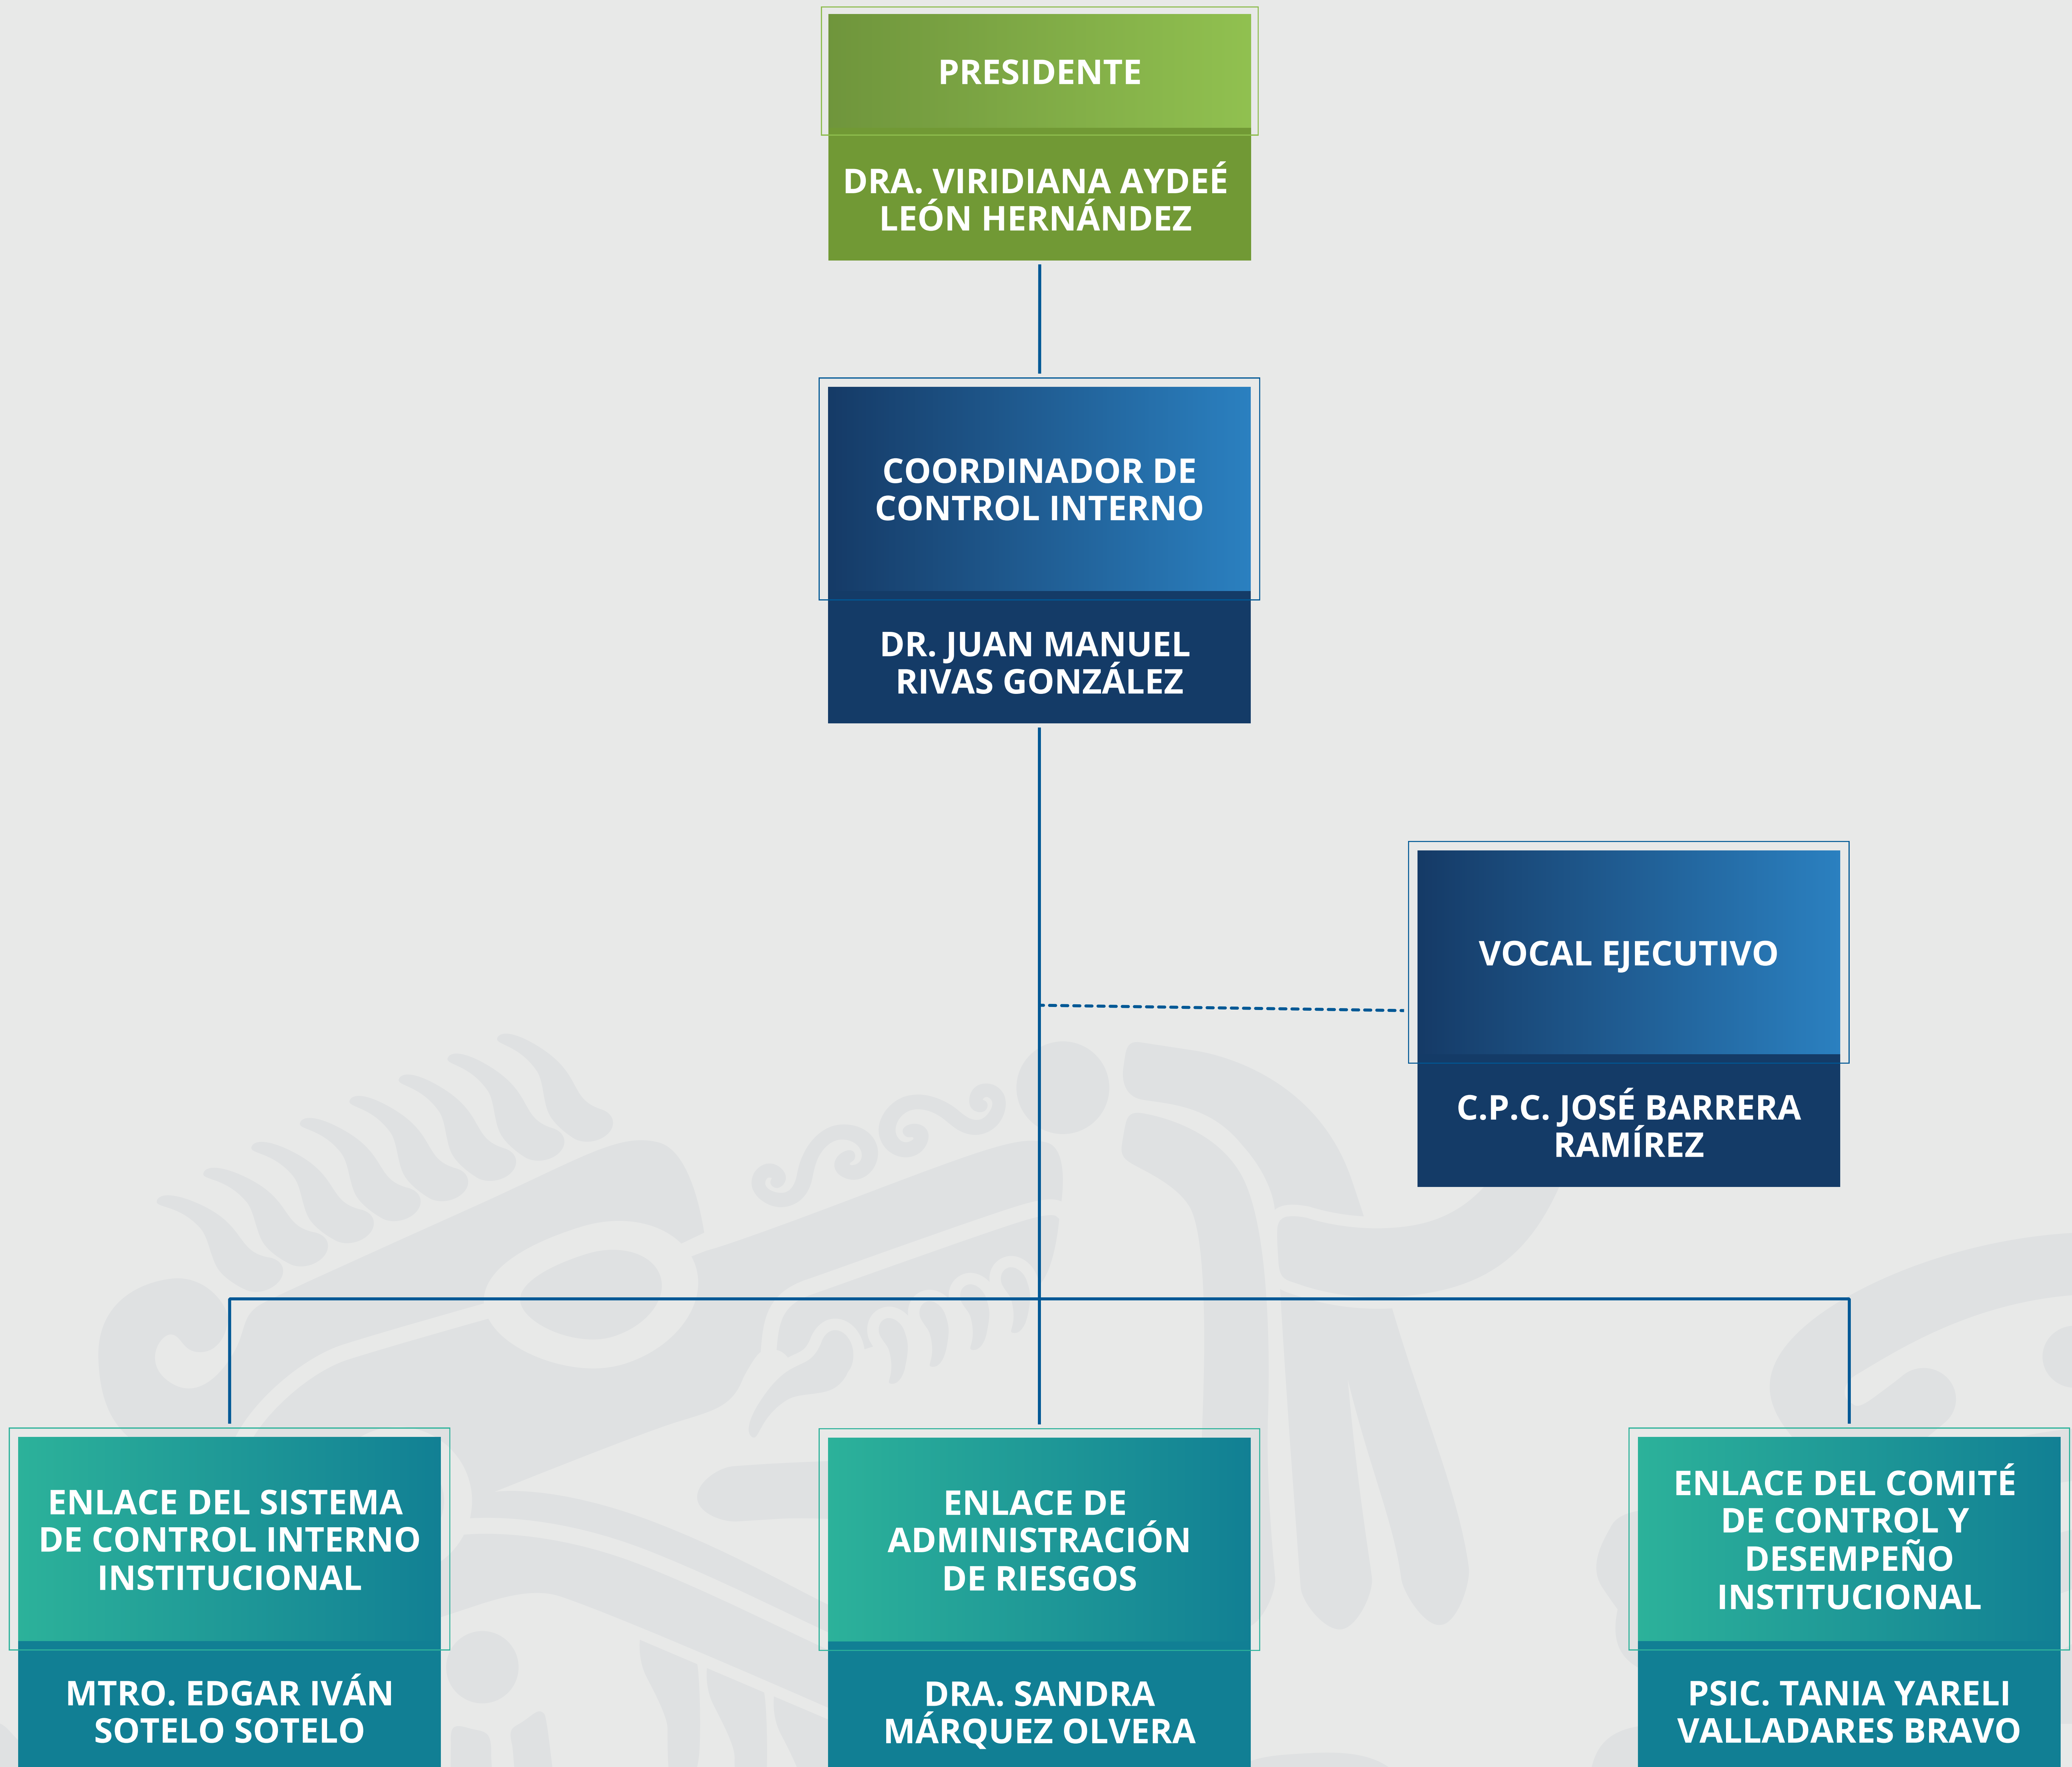 PRESIDENTE
DRA. VIRIDIANA AYDEÉ
LEÓN HERNÁNDEZ
COORDINADOR DE
CONTROL INTERNO
DR. JUAN MANUEL
RIVAS GONZÁLEZ
VOCAL EJECUTIVO
C.P.C. JOSÉ BARRERA
RAMÍREZ
ENLACE DEL SISTEMA
DE CONTROL INTERNO
INSTITUCIONAL
MTRO. EDGAR IVÁN
SOTELO SOTELO
ENLACE DE
ADMINISTRACIÓN
DE RIESGOS
DRA. SANDRA
MÁRQUEZ OLVERA
ENLACE DEL COMITÉ
DE CONTROL Y
DESEMPEÑO
INSTITUCIONAL
PSIC. TANIA YARELI
VALLADARES BRAVO